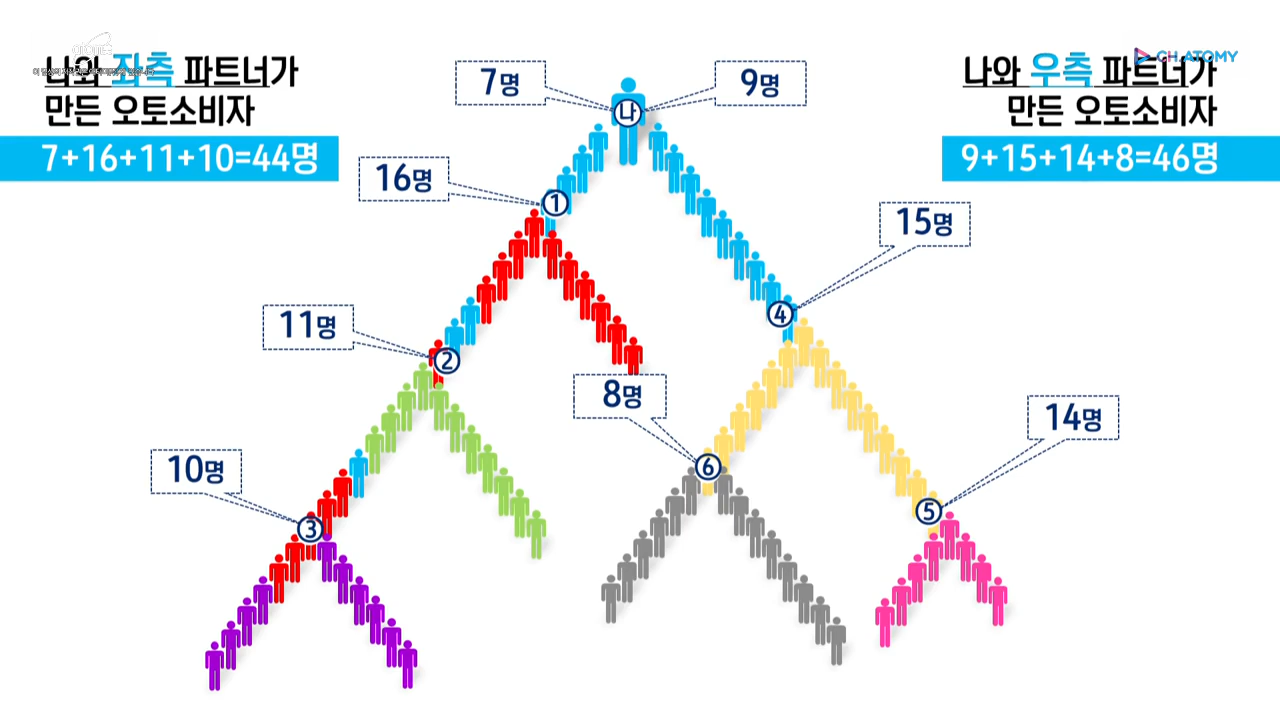 나와 좌측 파트너가
만든 오토소비자
7+16+11+10=44명
CH.ATOMY
나와 우측 파트너가
만든 오토소비자
9+15+14+8=46명
7명
9명
나
16명
1
15명
4
11명
2
8명
6
14명
5
10명
3